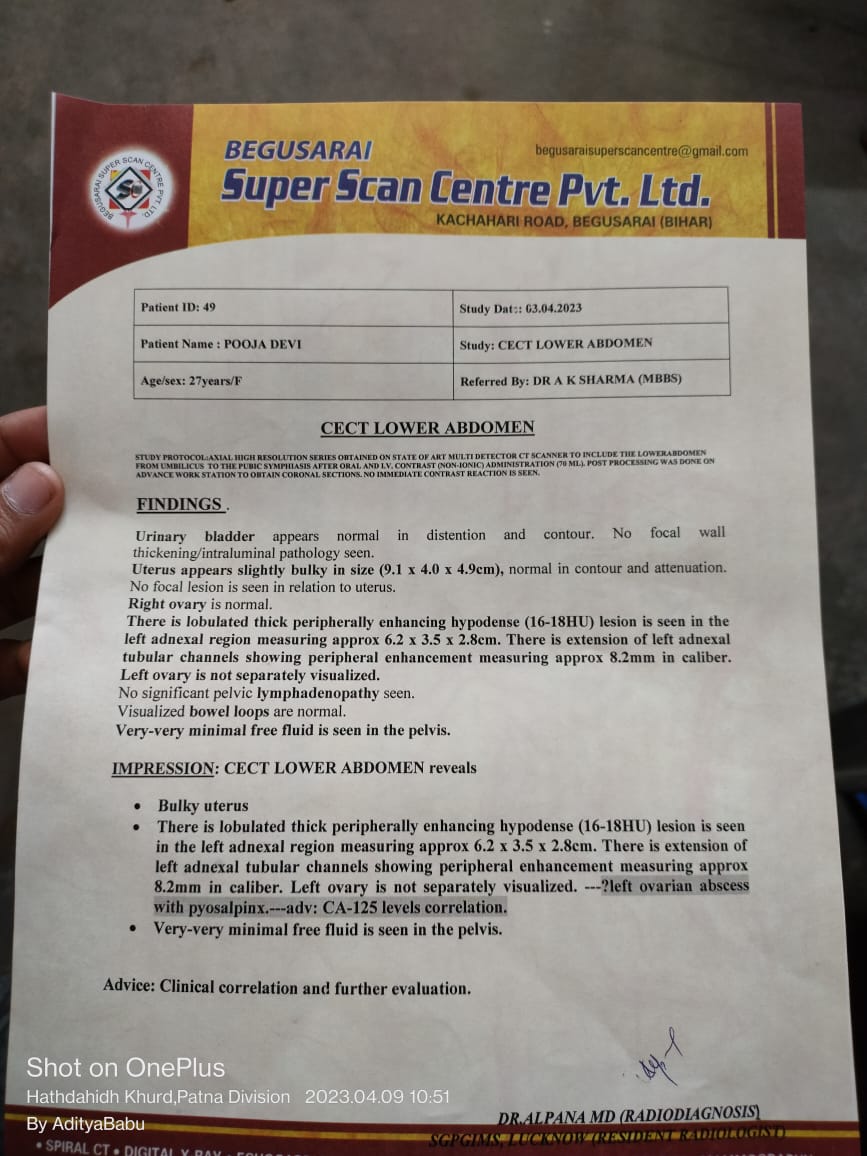 BEGUSARAI SUPER SCAN CENTRE PVT. LTD.
BEGUSARAI
begusaraisuperscancentre@gmail.com
Super Scan Centre Pvt. Ltd.
KACHAHARI ROAD, BEGUSARAI (BIHAR)
Patient ID: 49
Study Dat:: 03.04.2023
Patient Name : POOJA DEVI
Study: CECT LOWER ABDOMEN
Age/sex: 27years/F
Referred By: DR A K SHARMA (MBBS)
CECT LOWER ABDOMEN
STUDY PROTOCOL:AXIAL HIGH RESOLUTION SERIES OBTAINED ON STATE OF ART MULTI DETECTOR CT SCANNER TO INCLUDE THE LOWERABDOMEN
FROM UMBILICUS TO THE PUBIC SYMPHIASIS AFTER ORAL AND I.V. CONTRAST (NON-IONIC) ADMINISTRATION (70 ML). POST PROCESSING WAS DONE ON
ADVANCE WORK STATION TO OBTAIN CORONAL SECTIONS. NO IMMEDIATE CONTRAST REACTION IS SEEN.
FINDINGS .
Urinary bladder appears normal in distention and contour. No focal wall
thickening/intraluminal pathology seen.
Uterus appears slightly bulky in size (9.1 x 4.0 x 4.9cm), normal in contour and attenuation.
No focal lesion is seen in relation to uterus.
Right ovary is normal.
There is lobulated thick peripherally enhancing hypodense (16-18HU) lesion is seen in the
left adnexal region measuring approx 6.2 x 3.5 x 2.8cm. There is extension of left adnexal
tubular channels showing peripheral enhancement measuring approx 8.2mm in caliber.
Left ovary is not separately visualized.
No significant pelvic lymphadenopathy seen.
Visualized bowel loops are normal.
Very-very minimal free fluid is seen in the pelvis.
IMPRESSION: CECT LOWER ABDOMEN reveals
• Bulky uterus
• There is lobulated thick peripherally enhancing hypodense (16-18HU) lesion is seen
in the left adnexal region measuring approx 6.2 x 3.5 x 2.8cm. There is extension of
left adnexal tubular channels showing peripheral enhancement measuring approx
8.2mm in caliber. Left ovary is not separately visualized. ---?left ovarian abscess
with pyosalpinx.---adv: CA-125 levels correlation.
• Very-very minimal free fluid is seen in the pelvis.
Advice: Clinical correlation and further evaluation.
Shot on OnePlus
Hathdahidh Khurd,Patna Division 2023.04.09 10:51
By AdityaBabu
DR.ALPANA MD (RADIODIAGNOSIS)
SGPGIMS, LUCKNOW (RESIDENT RADIOLOGIST)
• SPIRAL CT • DIGITAL X-RAY